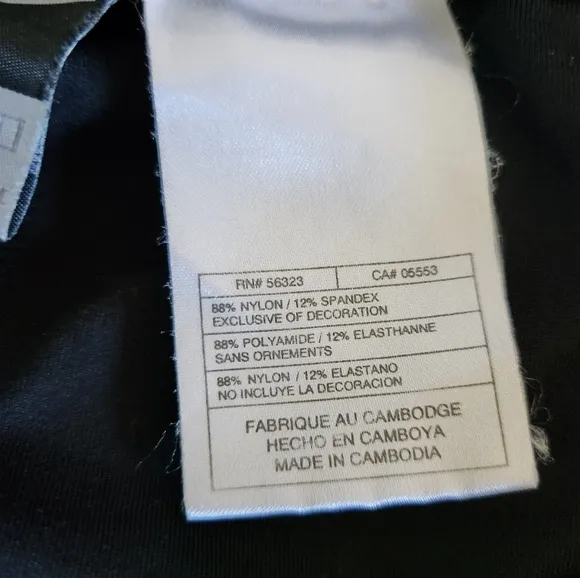 RN# 56323
CA# 05553
88% NYLON / 12% SPANDEX
EXCLUSIVE OF DECORATION
88% POLYAMIDE / 12% ELASTHANNE
SANS ORNEMENTS
88% NYLON / 12% ELASTANO
NO INCLUYE LA DECORACION
FABRIQUE AU CAMBODGE
HECHO EN CAMBOYA
MADE IN CAMBODIA